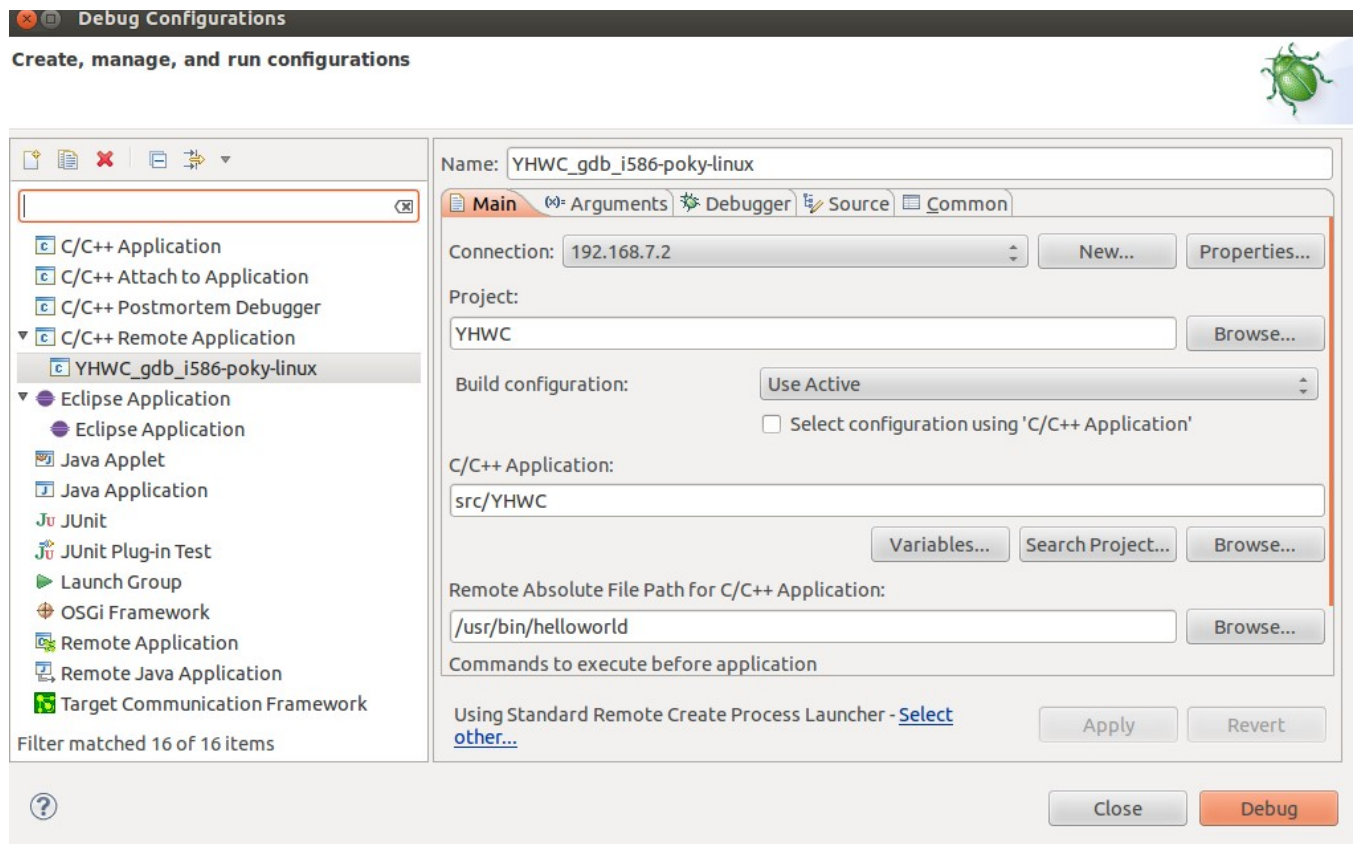 Debug Configurations
Create, manage, and run configurations
C/C++ Application
C/C++ Attach to Application
C/C++ Postmortem Debugger
C/C++ Remote Application
YHWC_gdb_i586-poky-linux
Eclipse Application
Eclipse Application
Java Applet
Java Application
JUnit
JUnit Plug-in Test
Launch Group
OSGi Framework
Remote Application
Remote Java Application
Target Communication Framework
Filter matched 16 of 16 items
Name: YHWC_gdb_i586-poky-linux
Main (x)= Arguments Debugger Source Common
Connection: 192.168.7.2 New... Properties...
Project:
YHWC Browse...
Build configuration: Use Active
Select configuration using 'C/C++ Application'
C/C++ Application:
src/YHWC
Variables... Search Project... Browse...
Remote Absolute File Path for C/C++ Application:
/usr/bin/helloworld Browse...
Commands to execute before application
Using Standard Remote Create Process Launcher - Select
other...
Apply Revert
? Close Debug